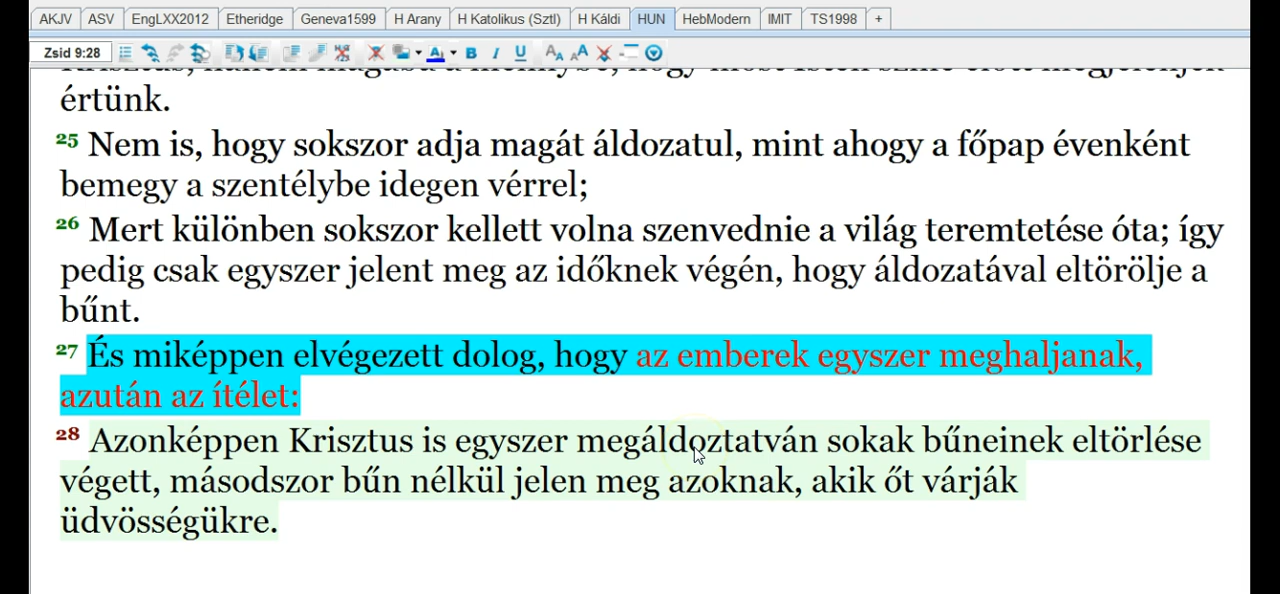 AKJV ASV EngLXX2012 Etheridge Geneva1599 H Arany H Katolikus (Sztl) H Káldi HUN HebModern IMIT TS1998 +
Zsid 9:28
értünk.
25 Nem is, hogy sokszor adja magát áldozatul, mint ahogy a főpap évenként
bemegy a szentélybe idegen vérrel;
26 Mert különben sokszor kellett volna szenvednie a világ teremtetése óta; így
pedig csak egyszer jelent meg az időknek végén, hogy áldozatával eltörölje a
bűnt.
27 És miképpen elvégezett dolog, hogy az emberek egyszer meghaljanak,
azután az ítélet:
28 Azonképpen Krisztus is egyszer megáldoztatván sokak bűneinek eltörlése
végett, másodszor bűn nélkül jelen meg azoknak, akik őt várják
üdvösségükre.